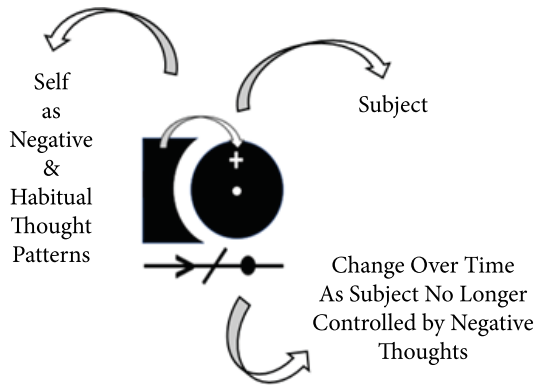 Self
as
Negative
&
Habitual
Thought
Patterns
Subject
+
Change Over Time
As Subject No Longer
Controlled by Negative
Thoughts